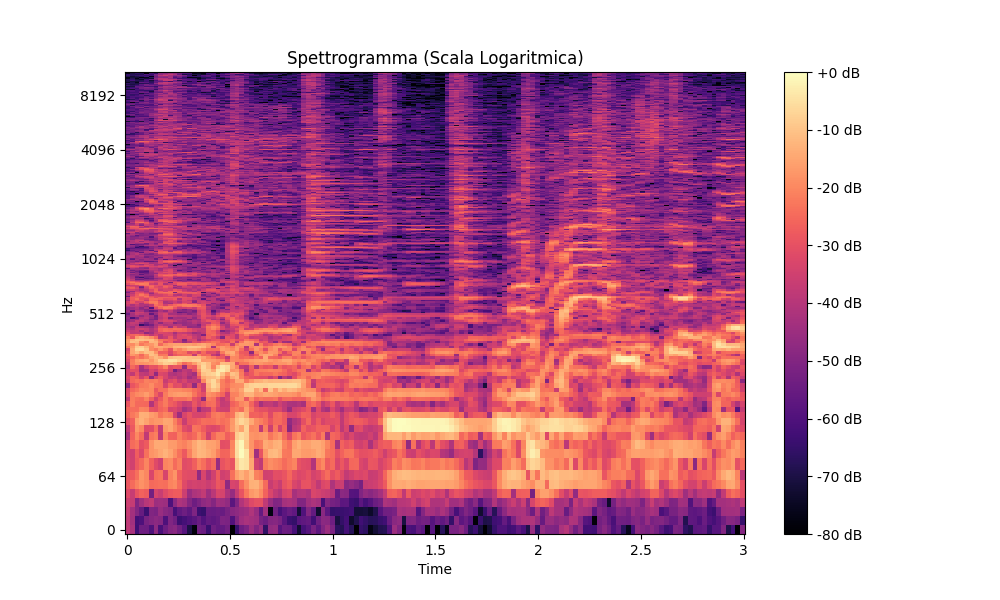 Spettrogramma (Scala Logaritmica)
8192
4096
2048
1024
512
256
128
64
0
Hz
0 0.5 1 1.5 2 2.5 3
Time
+0 dB
-10 dB
-20 dB
-30 dB
-40 dB
-50 dB
-60 dB
-70 dB
-80 dB